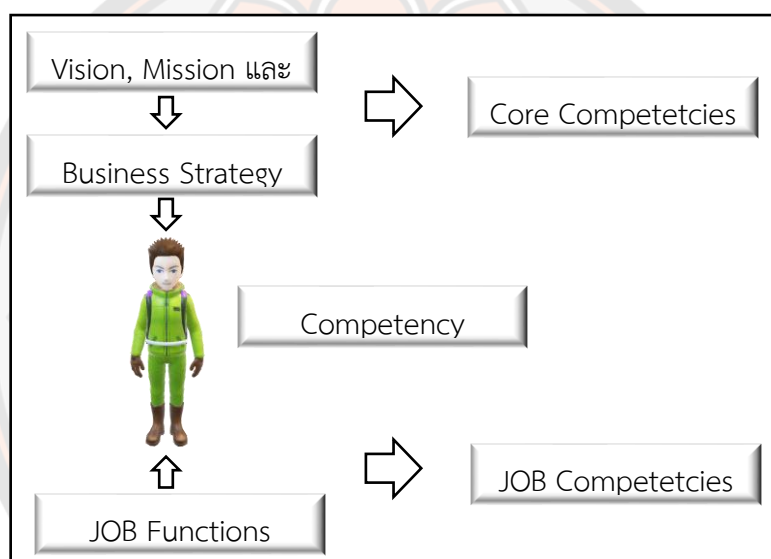 Vision, Mission และ
Core Competetcies
Business Strategy
Competency
JOB Competetcies
JOB Functions